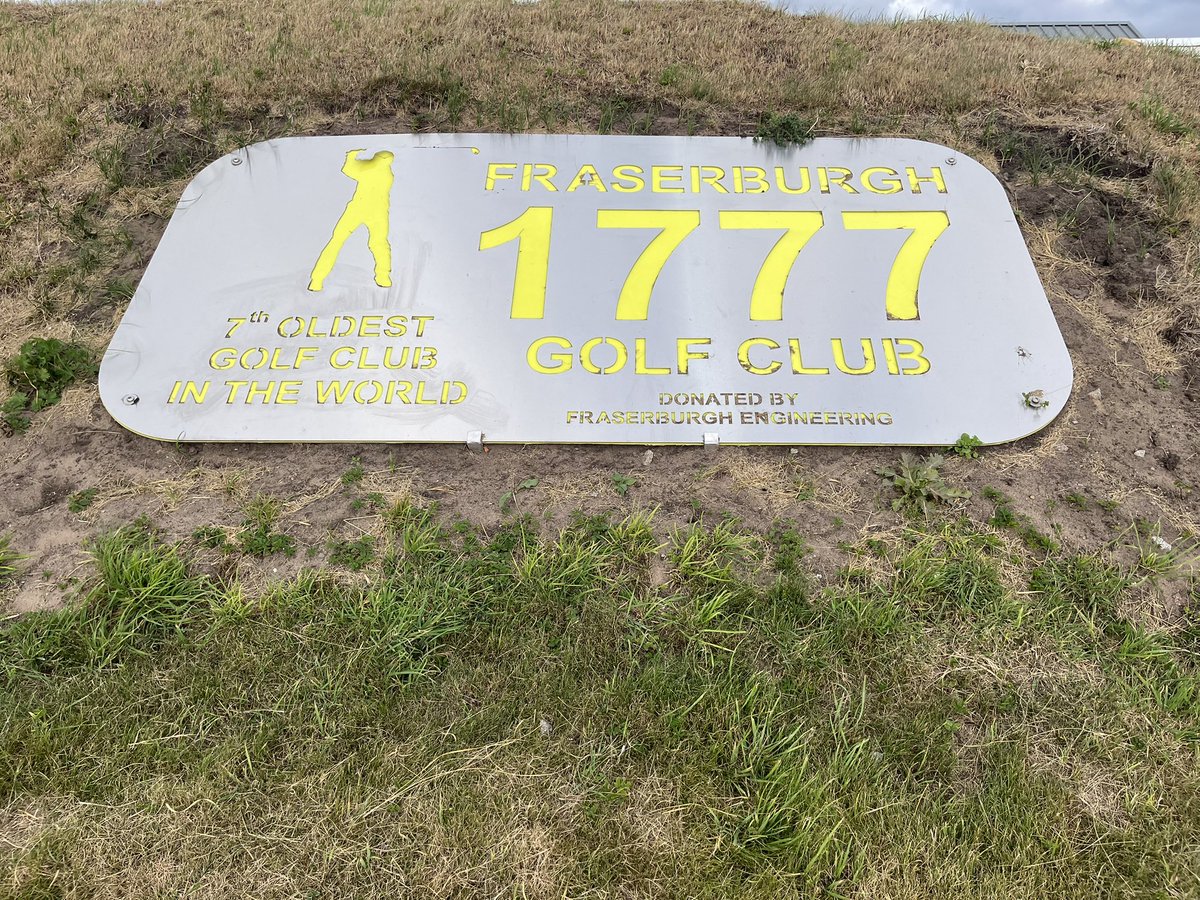 FRASERBURGH
1777
GOLF CLUB
DONATED BY
FRASERBURGH ENGINEERING
7th OLDEST
GOLF CLUB
IN THE WORLD